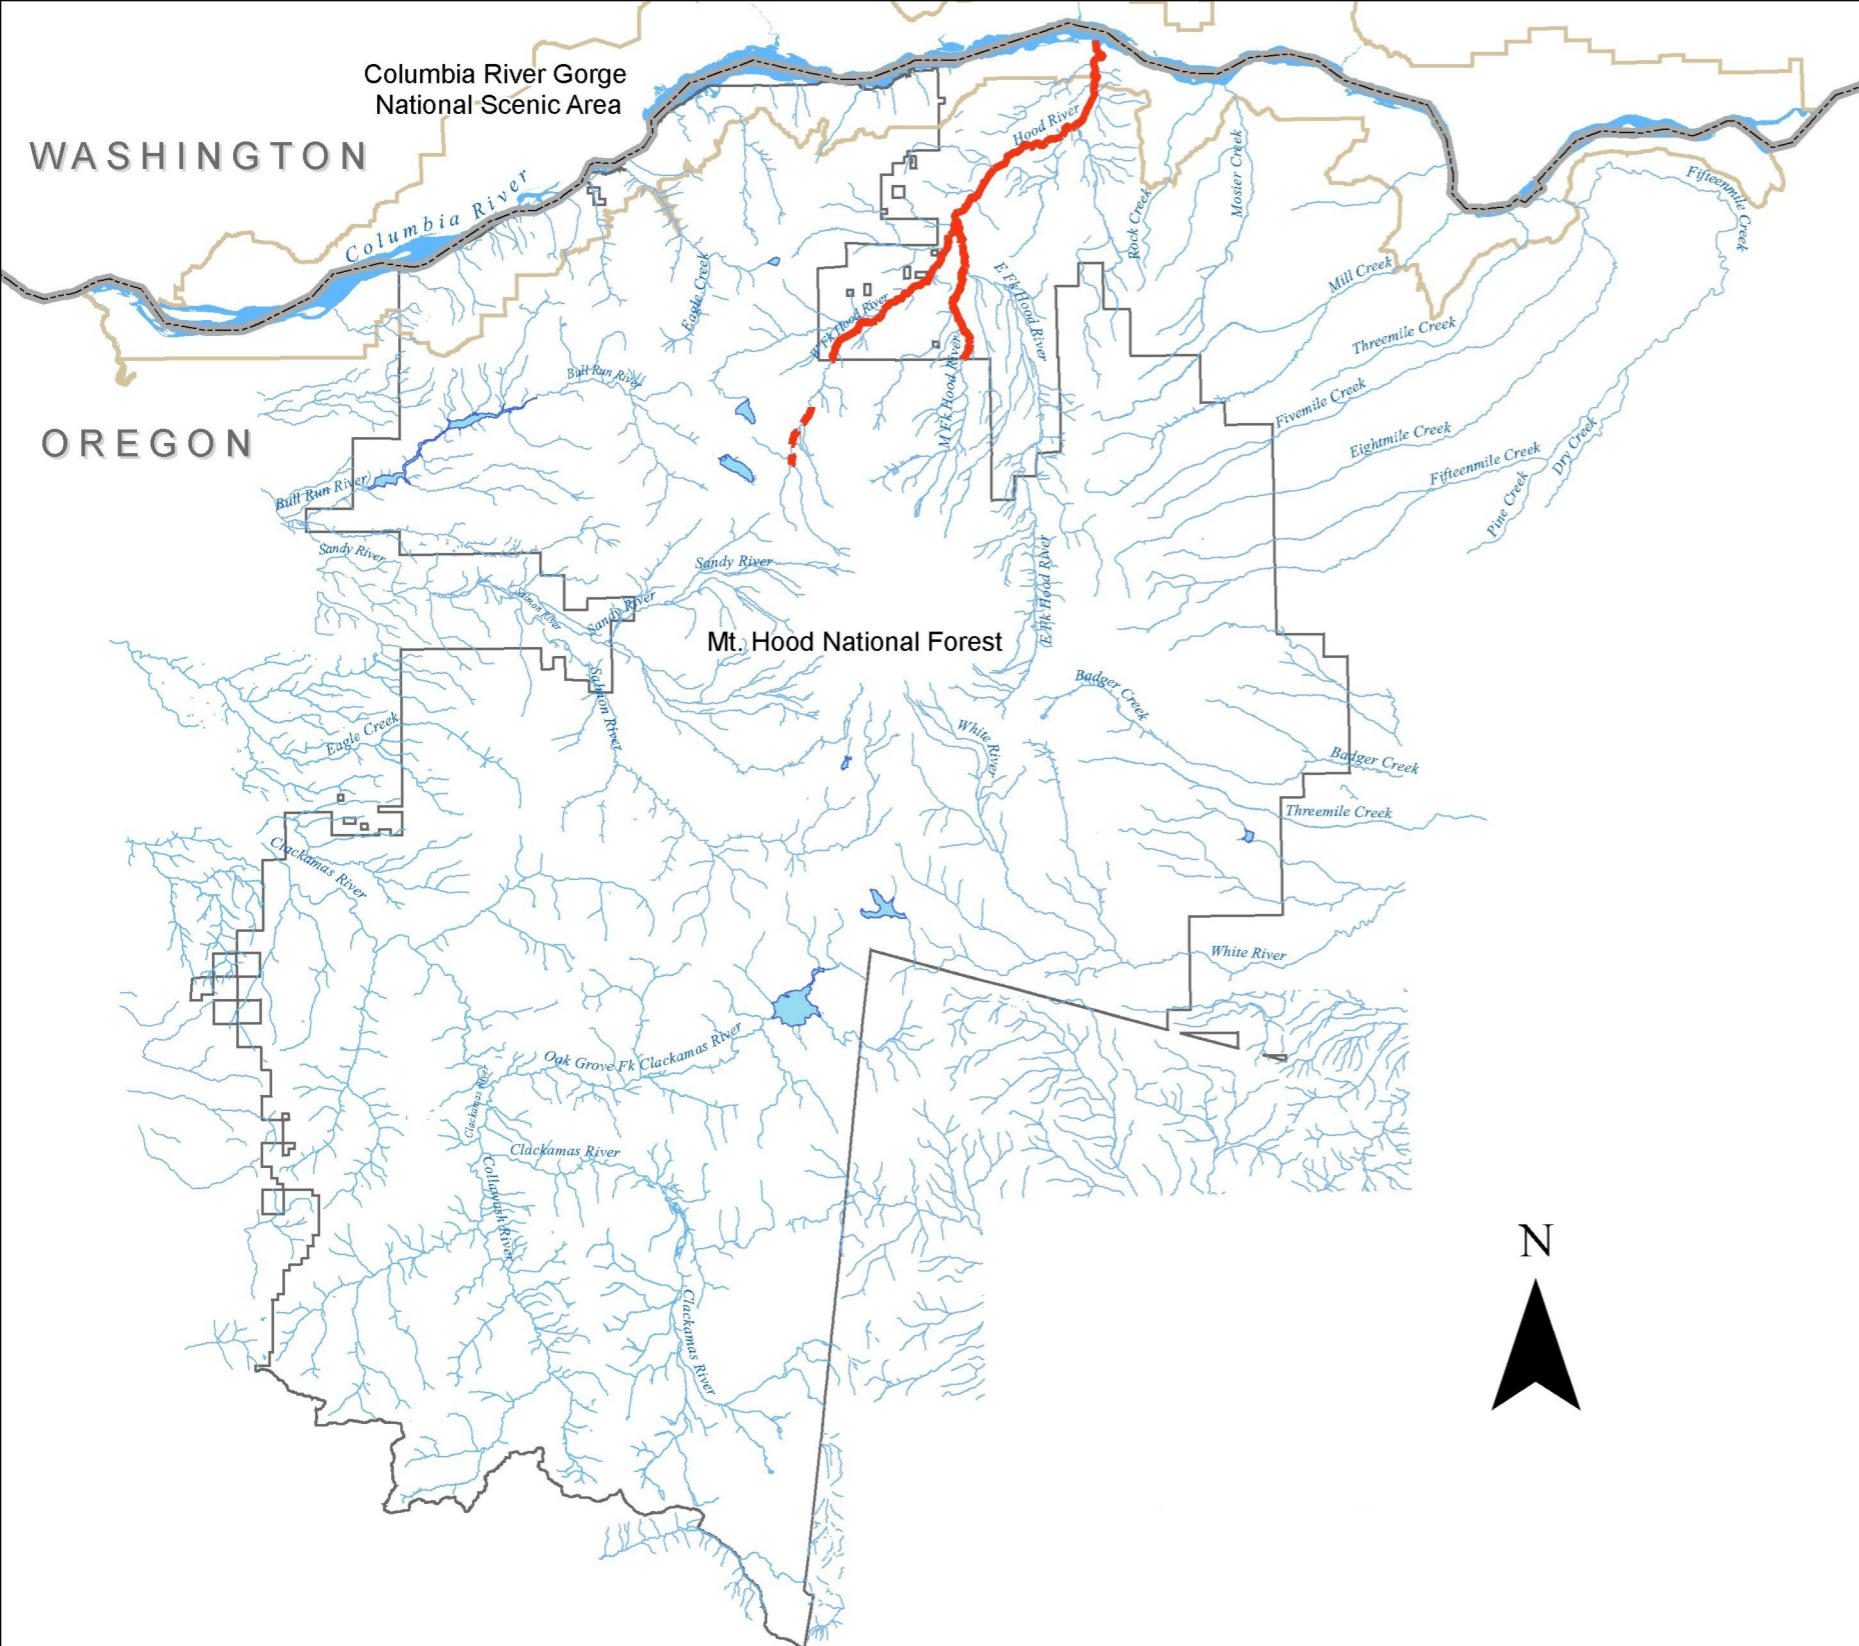 Columbia River Gorge
National Scenic Area
WASHINGTON
Columbia River
Hood River
Rock Creek
Mosier Creek
Fifteenmile Creek
Eagle Creek
Fk Hood River
E Fk Hood River
M Fk Hood River
Mill Creek
Threemile Creek
Fivemile Creek
Eightmile Creek
Fifteenmile Creek
Dry Creek
Pine Creek
OREGON
Bull Run River
Bull Run River
Sandy River
Sandy River
Sandy River
Salmon River
Salmon River
E Fk Hood River
Mt. Hood National Forest
Badger Creek
Badger Creek
White River
Threemile Creek
Eagle Creek
Clackamas River
White River
Oak Grove Fk Clackamas River
Clackamas River
Clackamas River
Collawash River
Clackamas River
N